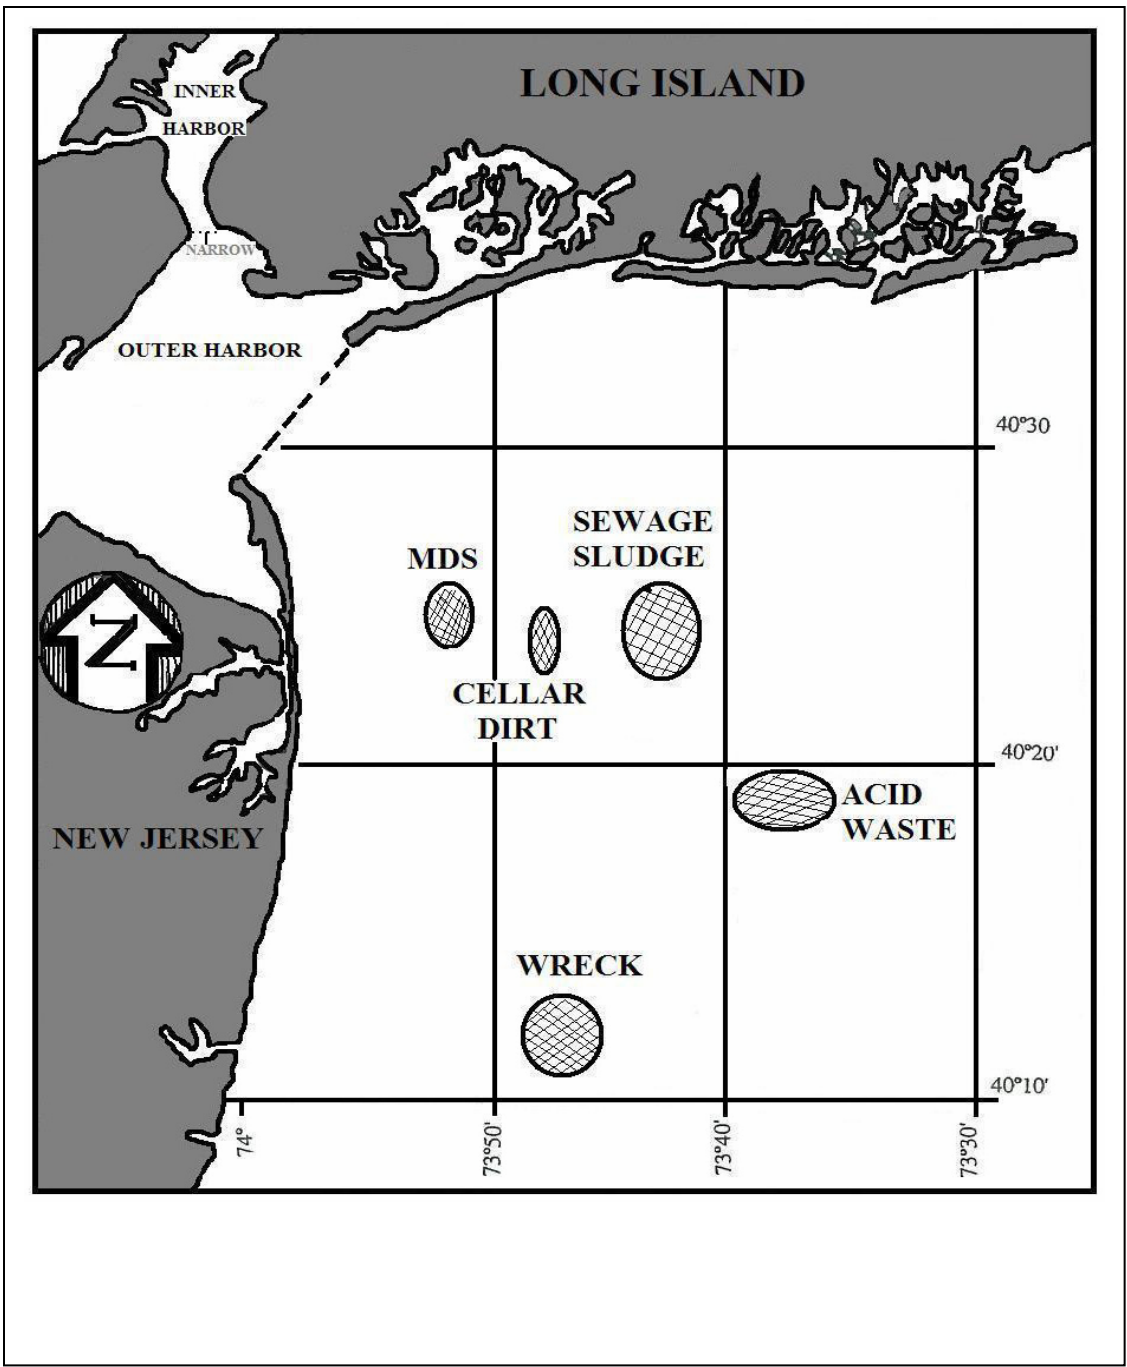 LONG ISLAND
INNER
HARBOR
NARROW
OUTER HARBOR
40°30
SEWAGE
SLUDGE
MDS
CELLAR
DIRT
N
40°20'
ACID
WASTE
NEW JERSEY
WRECK
40°10'
74°
73°50'
73°40'
73°30'